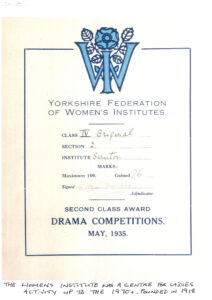 W I
YORKSHIRE FEDERATION
OF WOMEN'S INSTITUTES.
CLASS IV Original
SECTION 2
INSTITUTE Scruton
MARKS:
Maximum 100. Gained 76
Signed
Adjudicator
SECOND CLASS AWARD
DRAMA COMPETITIONS.
MAY, 1935.
THE WOMENS INSTITUTE WAS A CENTRE FOR LADIES
ACTIVITY UP TO THE 1970s. FOUNDED IN 1918